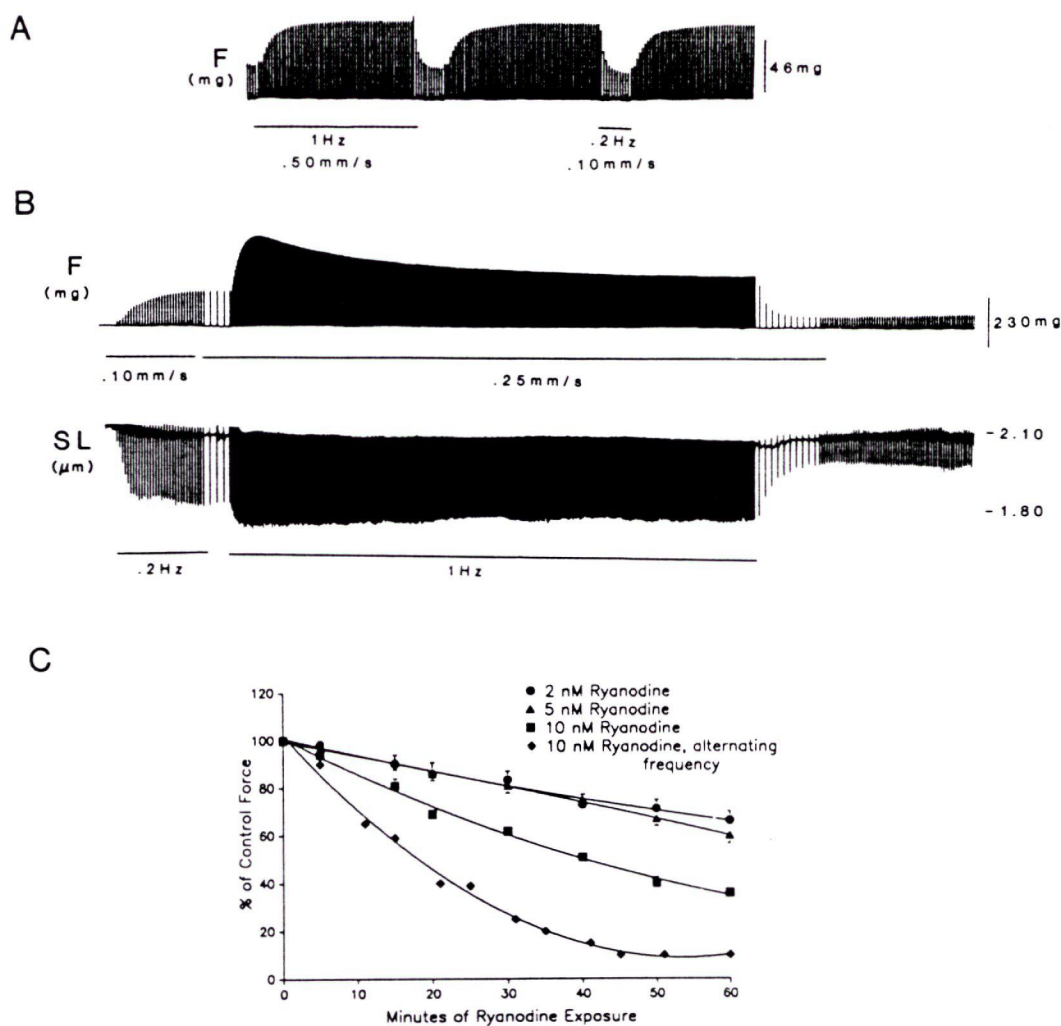 A
F
(mg)
46mg
1Hz
.2Hz
.50mm/s
.10mm/s
B
F
(mg)
230mg
.10mm/s
.25mm/s
SL
(μm)
-2.10
-1.80
.2Hz
1Hz
C
● 2 nM Ryanodine
▲ 5 nM Ryanodine
■ 10 nM Ryanodine
◆ 10 nM Ryanodine, alternating
frequency
120
100
80
60
40
20
0
% of Control Force
0 10 20 30 40 50 60
Minutes of Ryanodine Exposure